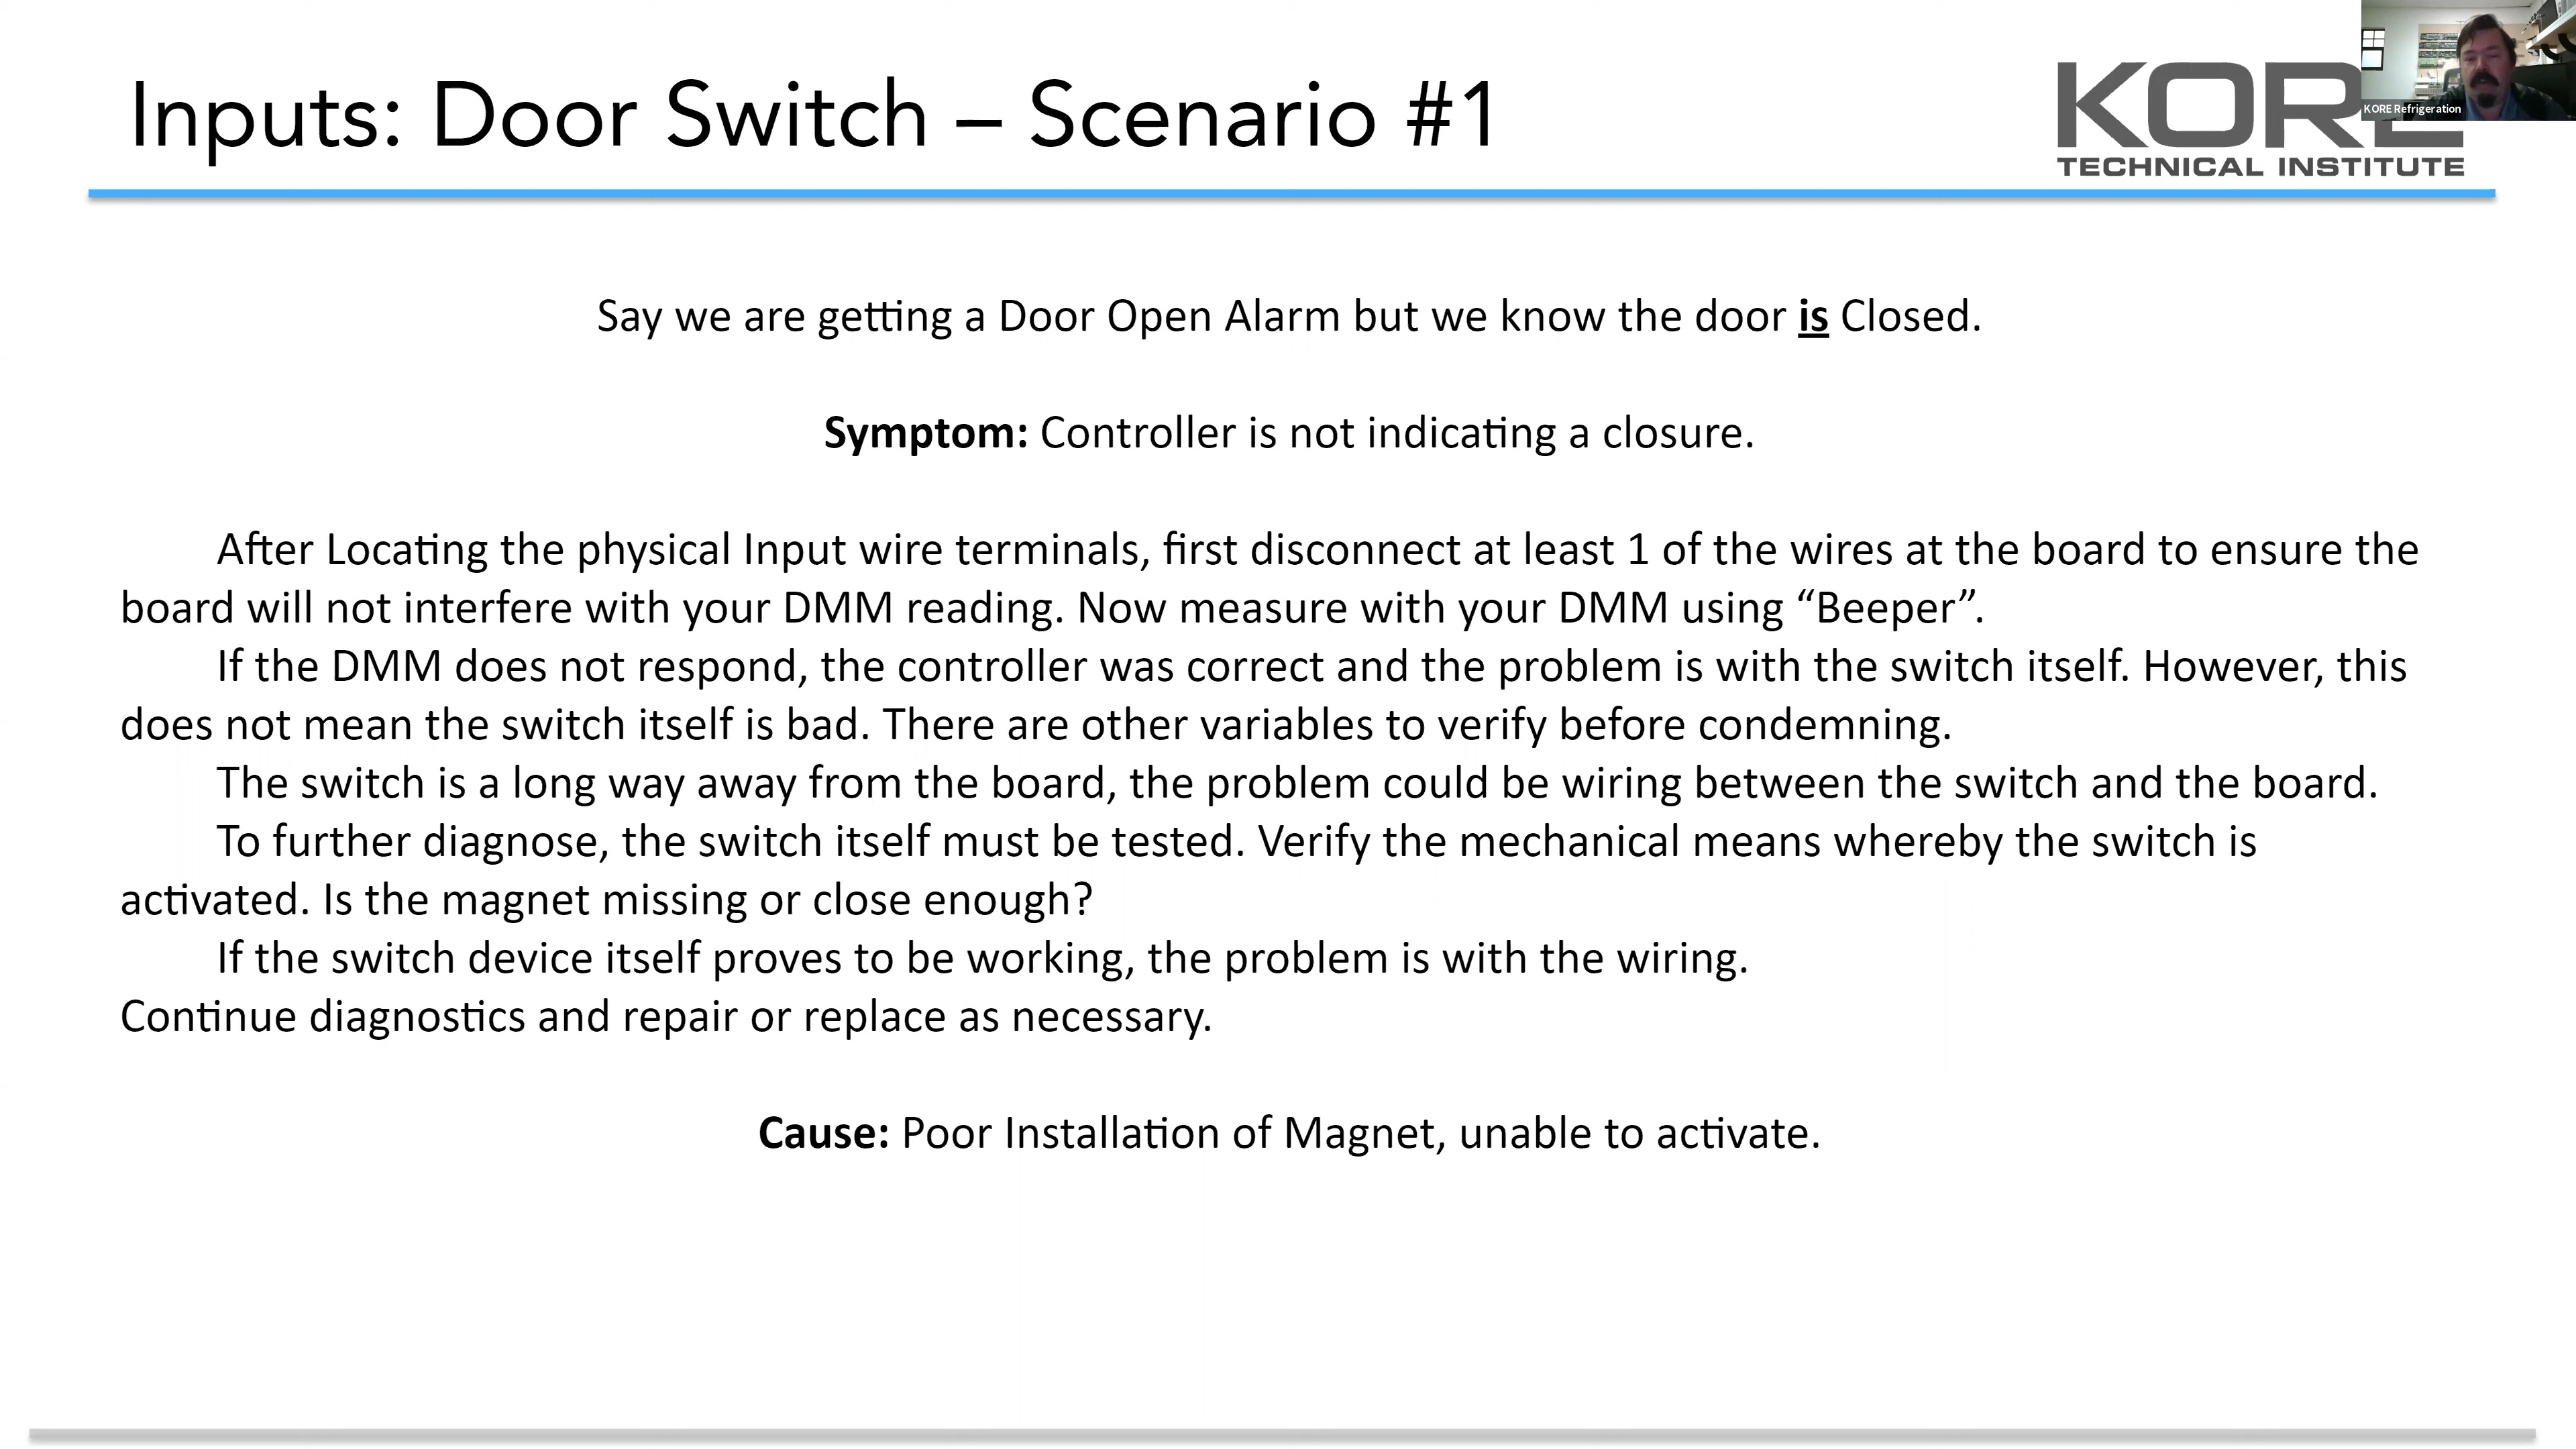 Inputs: Door Switch – Scenario #1
KORE
TECHNICAL INSTITUTE
KORE Refrigeration
Say we are getting a Door Open Alarm but we know the door is Closed.
Symptom: Controller is not indicating a closure.
After Locating the physical Input wire terminals, first disconnect at least 1 of the wires at the board to ensure the
board will not interfere with your DMM reading. Now measure with your DMM using “Beeper”.
If the DMM does not respond, the controller was correct and the problem is with the switch itself. However, this
does not mean the switch itself is bad. There are other variables to verify before condemning.
The switch is a long way away from the board, the problem could be wiring between the switch and the board.
To further diagnose, the switch itself must be tested. Verify the mechanical means whereby the switch is
activated. Is the magnet missing or close enough?
If the switch device itself proves to be working, the problem is with the wiring.
Continue diagnostics and repair or replace as necessary.
Cause: Poor Installation of Magnet, unable to activate.